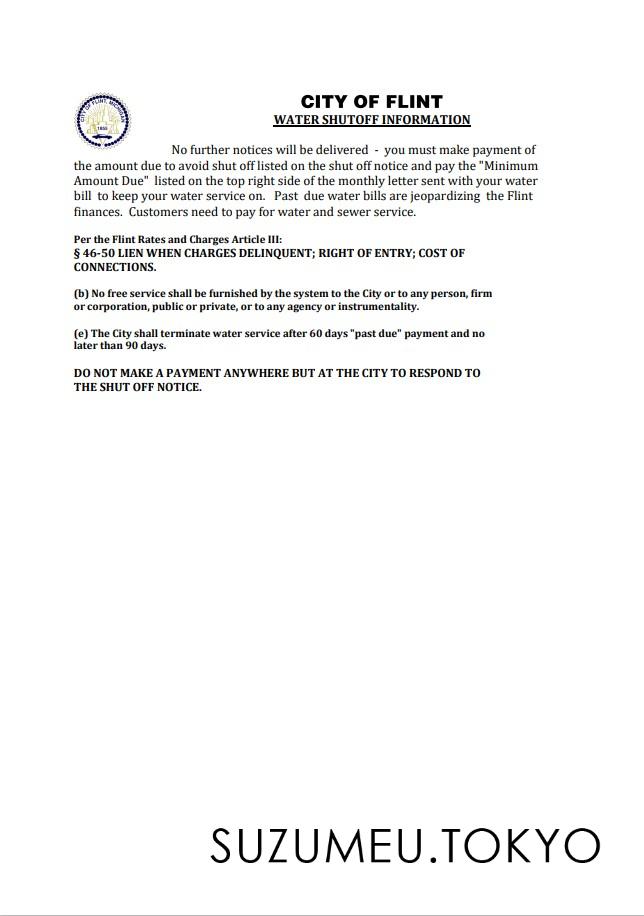 CITY OF FLINT, MICHIGAN
1855
CITY OF FLINT
WATER SHUTOFF INFORMATION
No further notices will be delivered - you must make payment of
the amount due to avoid shut off listed on the shut off notice and pay the "Minimum
Amount Due" listed on the top right side of the monthly letter sent with your water
bill to keep your water service on. Past due water bills are jeopardizing the Flint
finances. Customers need to pay for water and sewer service.
Per the Flint Rates and Charges Article III:
§ 46-50 LIEN WHEN CHARGES DELINQUENT; RIGHT OF ENTRY; COST OF
CONNECTIONS.
(b) No free service shall be furnished by the system to the City or to any person, firm
or corporation, public or private, or to any agency or instrumentality.
(e) The City shall terminate water service after 60 days "past due" payment and no
later than 90 days.
DO NOT MAKE A PAYMENT ANYWHERE BUT AT THE CITY TO RESPOND TO
THE SHUT OFF NOTICE.
SUZUMEU.TOKYO